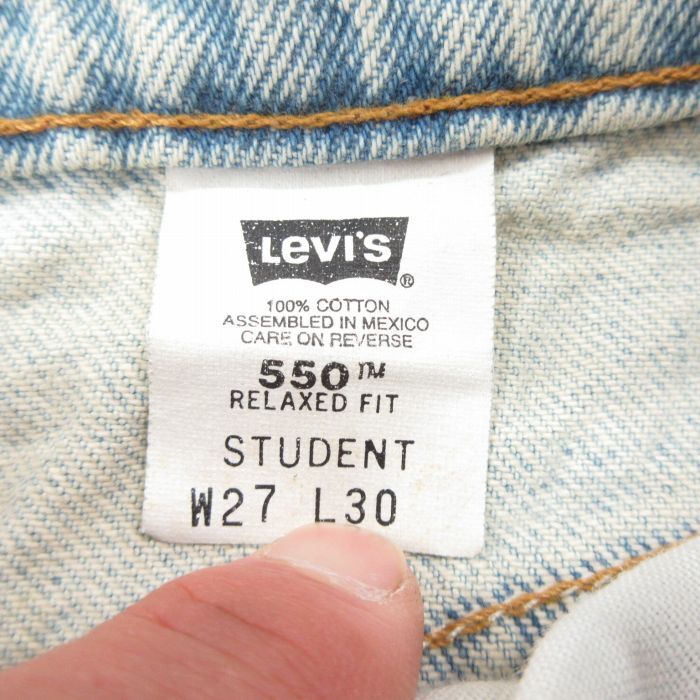 Levi's ®
100% COTTON
ASSEMBLED IN MEXICO
CARE ON REVERSE
550™
RELAXED FIT
STUDENT
W27 L30